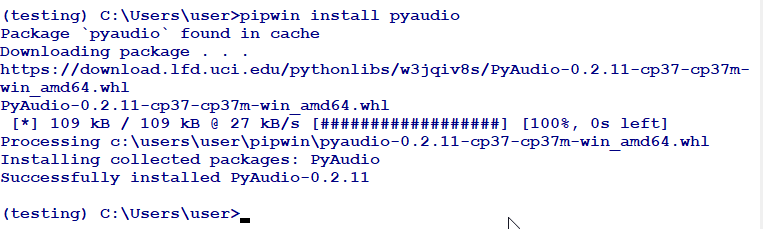 (testing) C:\Users\user>pipwin install pyaudio
Package `pyaudio` found in cache
Downloading package . . .
https://download.lfd.uci.edu/pythonlibs/w3jqiv8s/PyAudio-0.2.11-cp37-cp37m-
win_amd64.whl
PyAudio-0.2.11-cp37-cp37m-win_amd64.whl
 [*] 109 kB / 109 kB @ 27 kB/s [##################] [100%, 0s left]
Processing c:\users\user\pipwin\pyaudio-0.2.11-cp37-cp37m-win_amd64.whl
Installing collected packages: PyAudio
Successfully installed PyAudio-0.2.11
(testing) C:\Users\user>